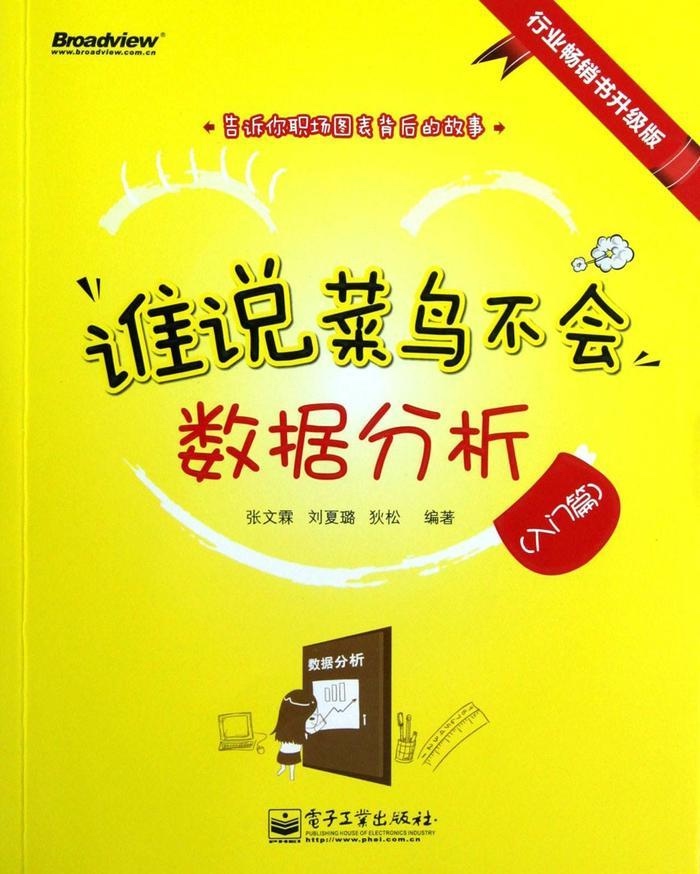 Broadview®
www.broadview.com.cn
行业畅销书升级版
告诉你职场图表背后的故事
谁说菜鸟不会
数据分析
(入门篇)
张文霖 刘夏璐 狄松 编著
数据分析
電子工業出版社
PUBLISHING HOUSE OF ELECTRONICS INDUSTRY
PHEI http://www.phei.com.cn